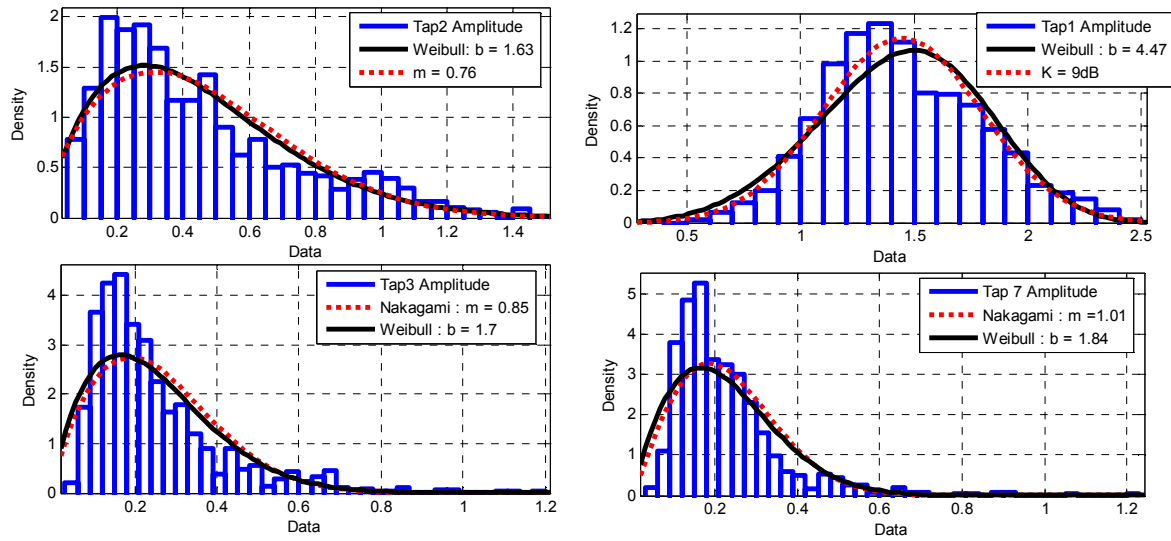 2
1.5
1
0.5
0
Density
0.2
0.4
0.6
0.8
1
1.2
1.4
Data
Tap2 Amplitude
Weibull: b = 1.63
m = 0.76
1.2
1
0.8
0.6
0.4
0.2
0
Density
0.5
1
1.5
2
2.5
Data
Tap1 Amplitude
Weibull : b = 4.47
K = 9dB
4
3
2
1
0
Density
0.2
0.4
0.6
0.8
1
1.2
Data
Tap3 Amplitude
Nakagami : m = 0.85
Weibull : b = 1.7
5
4
3
2
1
0
Density
0.2
0.4
0.6
0.8
1
1.2
Data
Tap 7 Amplitude
Nakagami : m =1.01
Weibull : b = 1.84